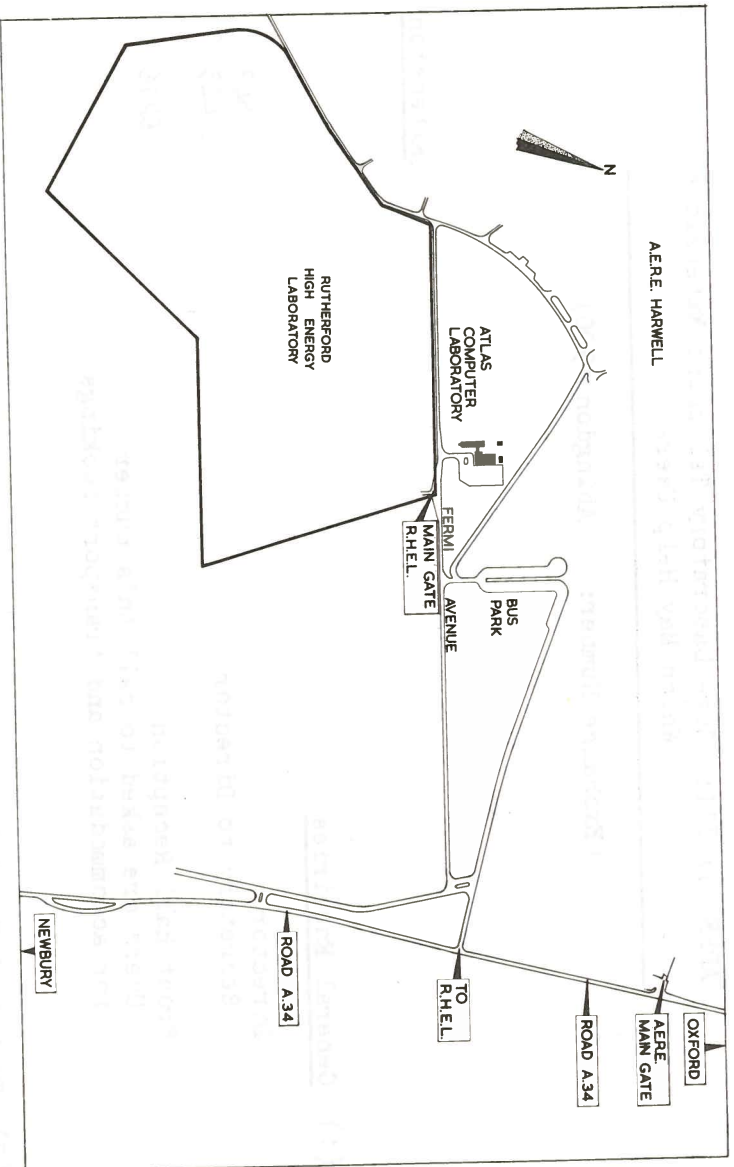 A.E.R.E. HARWELL
N
RUTHERFORD
HIGH ENERGY
LABORATORY
ATLAS
COMPUTER
LABORATORY
FERMI
AVENUE
MAIN GATE
R.H.E.L.
BUS
PARK
OXFORD
A.E.R.E.
MAIN GATE
ROAD A.34
TO
R.H.E.L.
ROAD A.34
NEWBURY